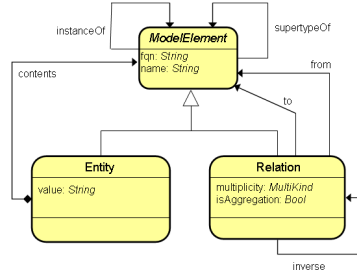 instanceOf
ModelElement
supertypeOf
fqn: String
name: String
contents
from
to
Entity
value: String
Relation
multiplicity: MultiKind
isAggregation: Bool
inverse